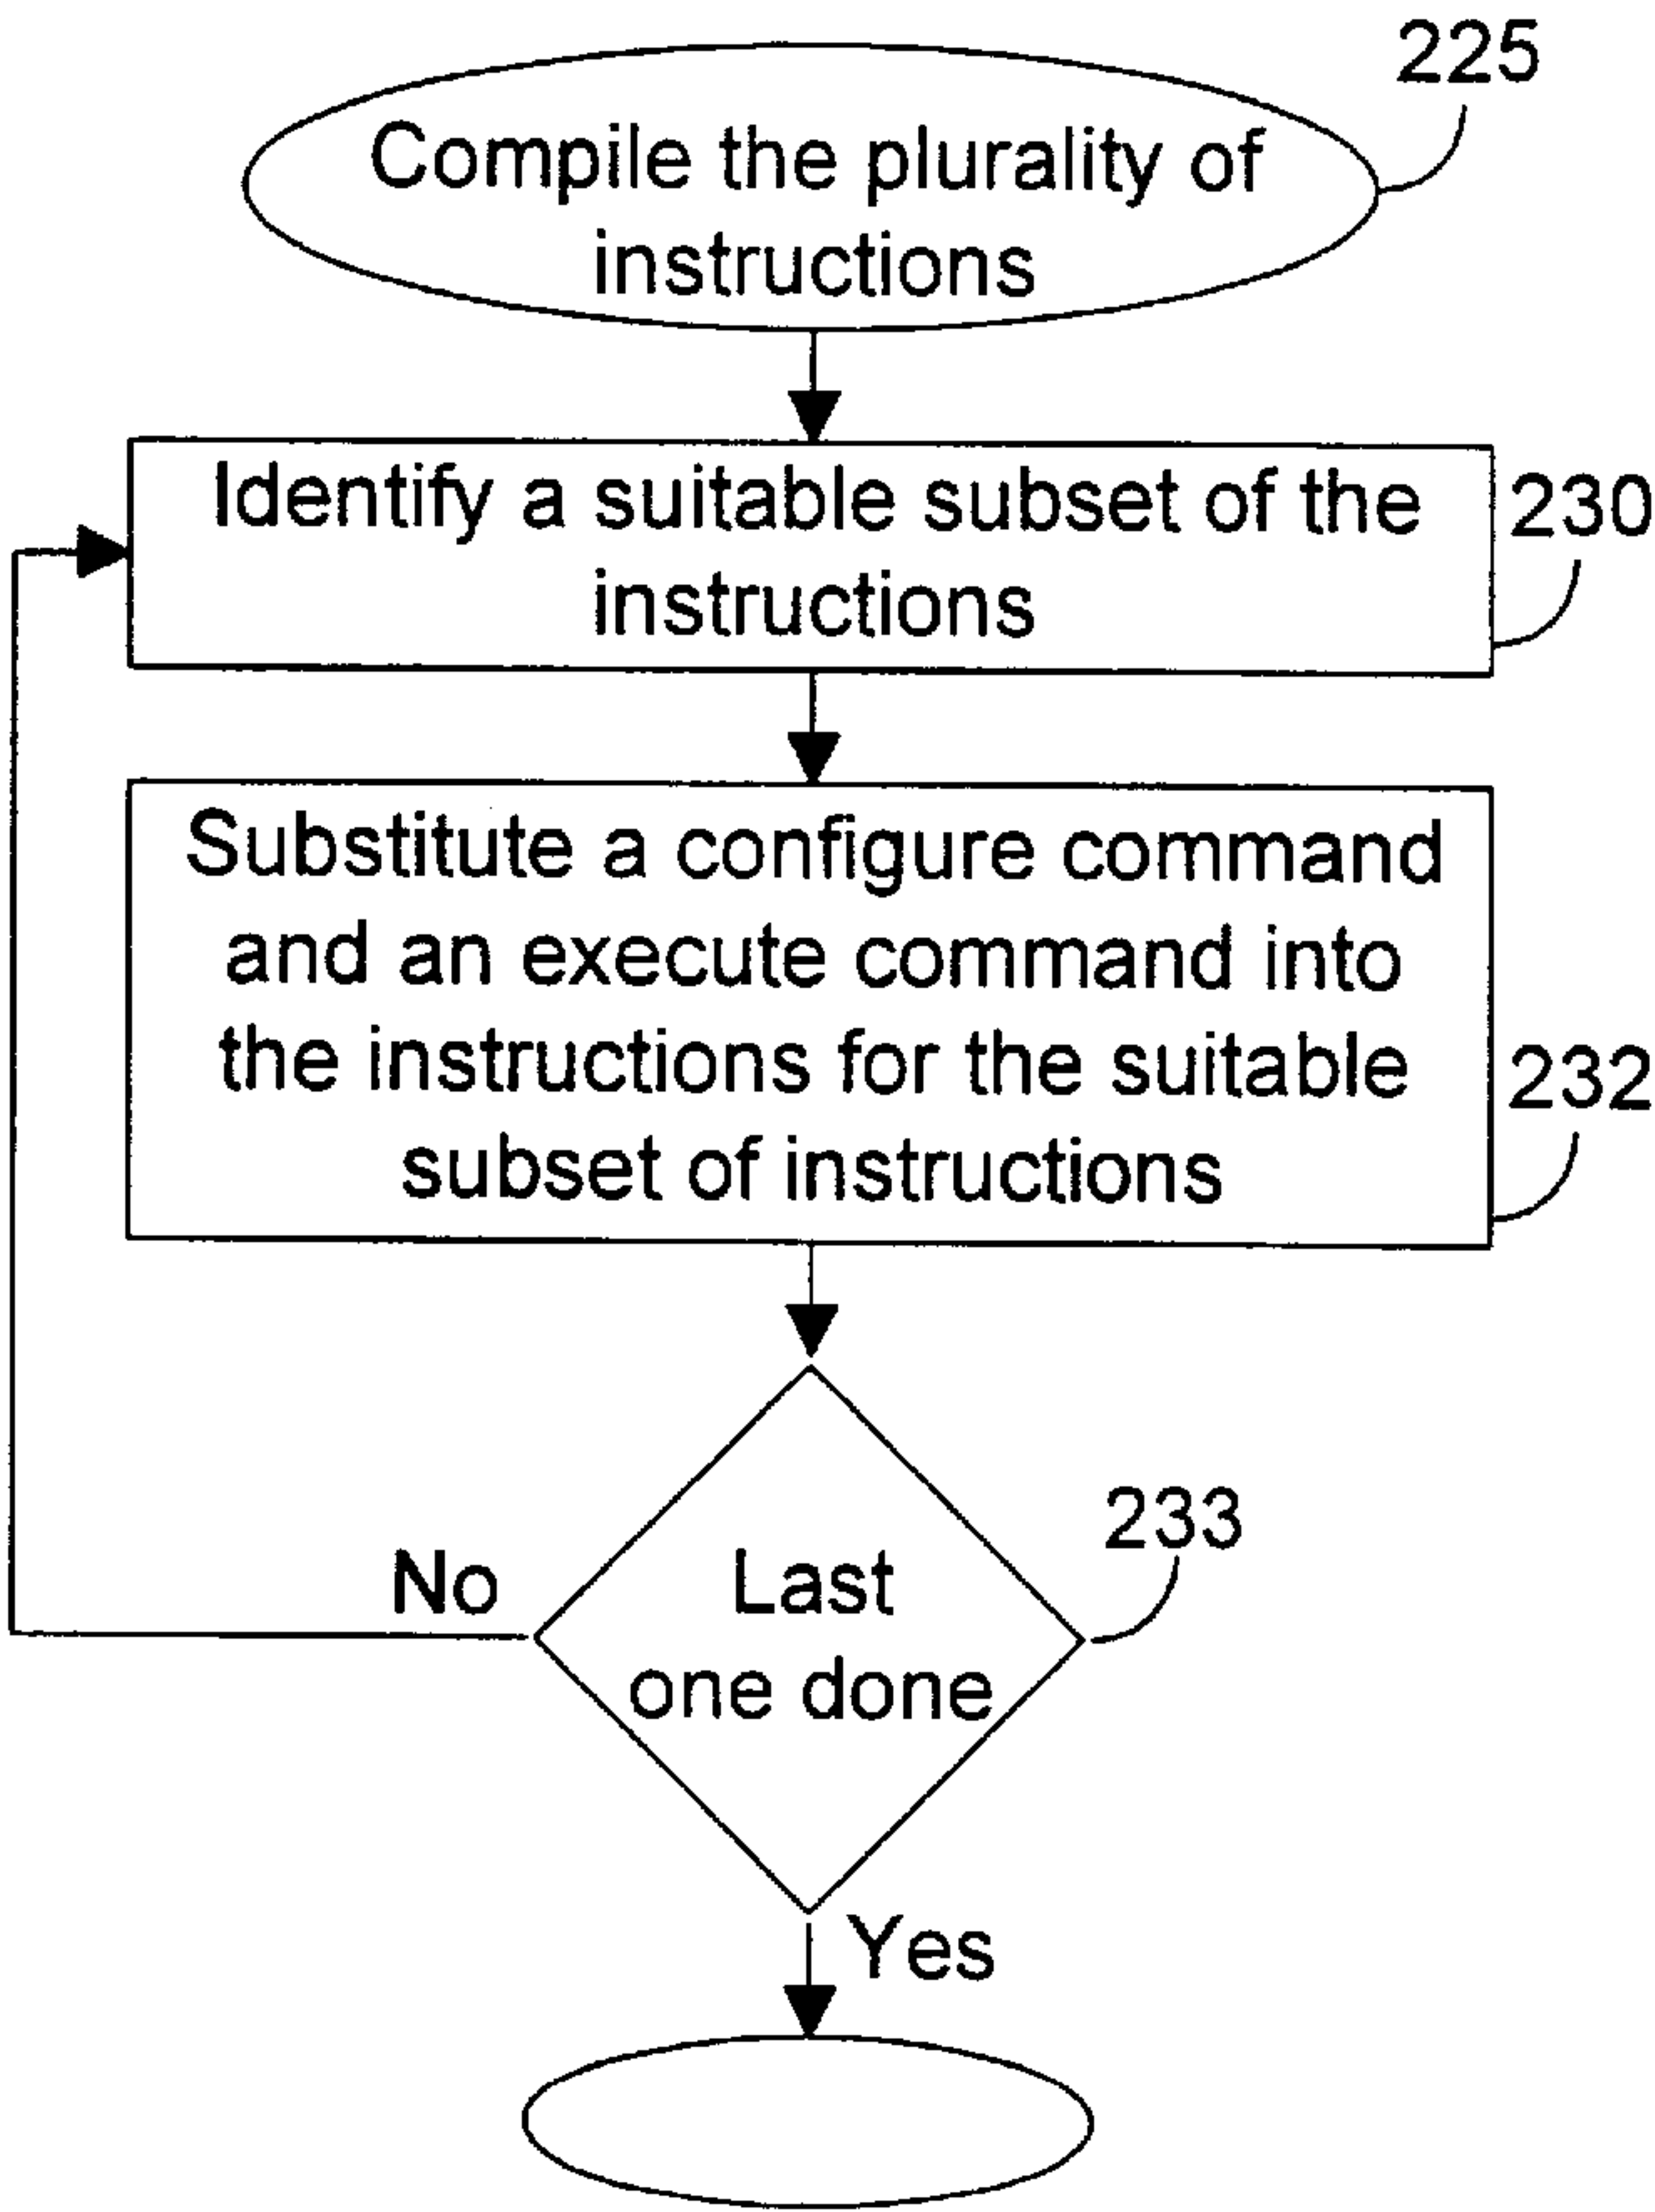 225
Compile the plurality of
instructions
Identify a suitable subset of the
instructions
230
Substitute a configure command
and an execute command into
the instructions for the suitable
subset of instructions
232
233
No
Last
one done
Yes